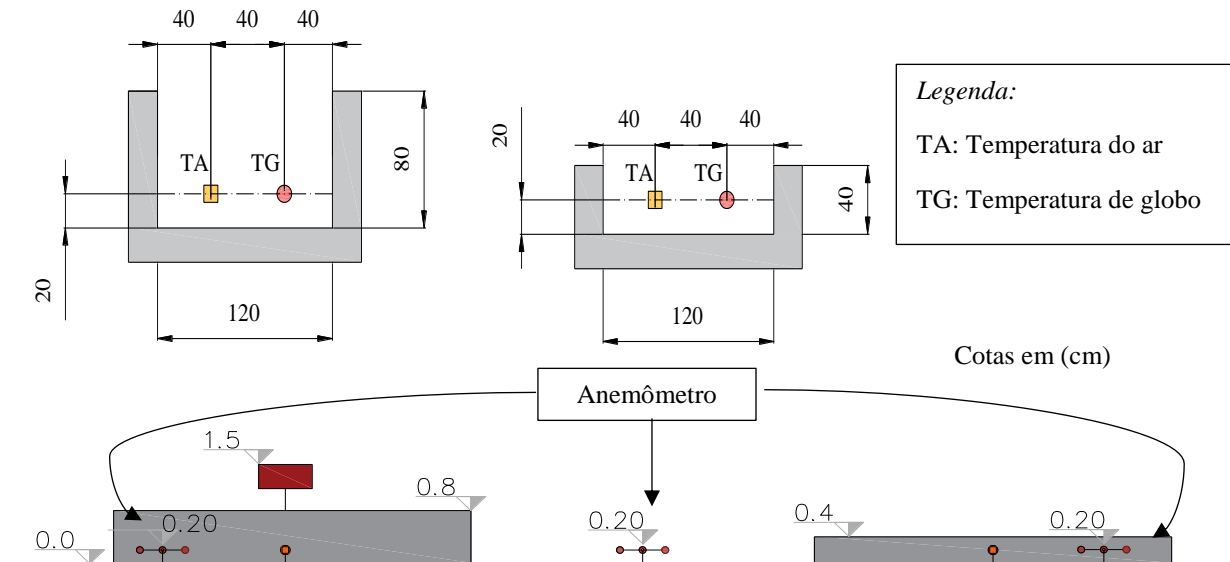 40 40 40
TA TG
80
20
120
40 40 40
20
TA TG
40
120
Legenda:
TA: Temperatura do ar
TG: Temperatura de globo
Cotas em (cm)
Anemômetro
1.5
0.8
0.20
0.0
0.20
0.4
0.20